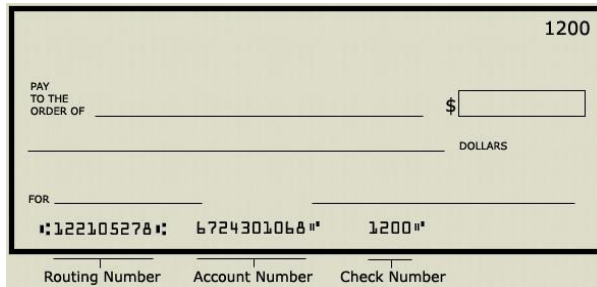 1200
PAY
TO THE
ORDER OF $
DOLLARS
FOR
⑆122105278⑆ 6724301068⑈ 1200⑈
Routing Number Account Number Check Number